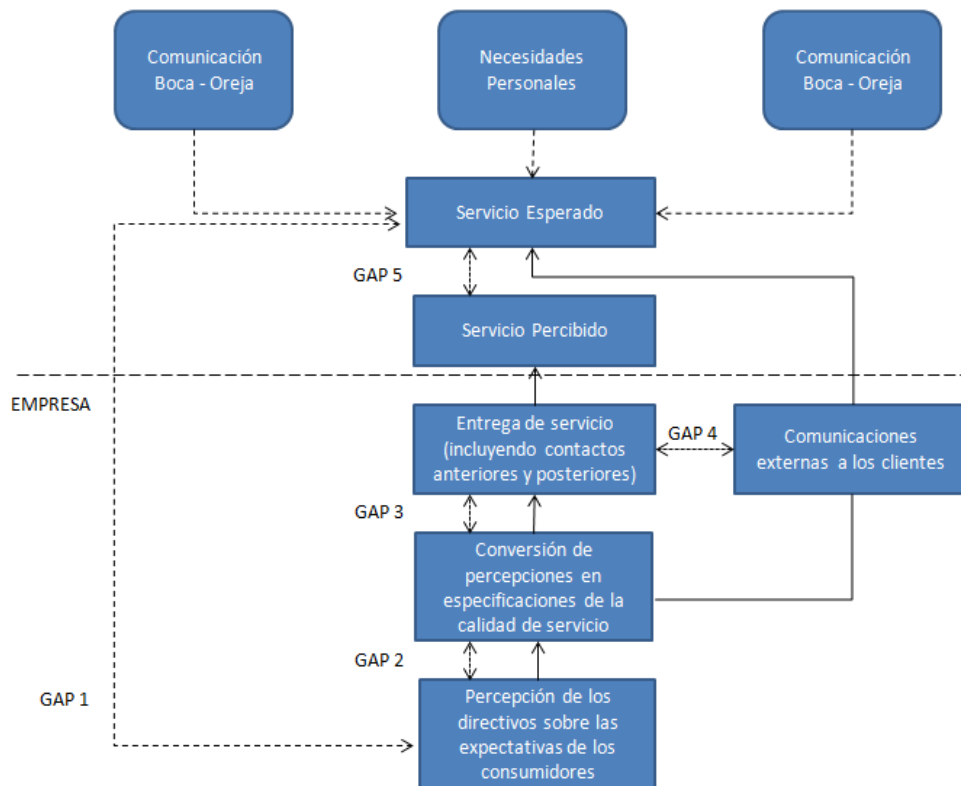 Comunicación
Boca - Oreja
Necesidades
Personales
Comunicación
Boca - Oreja
Servicio Esperado
GAP 5
Servicio Percibido
EMPRESA
Entrega de servicio
(incluyendo contactos
anteriores y posteriores)
GAP 4
Comunicaciones
externas a los clientes
GAP 3
Conversión de
percepciones en
especificaciones de la
calidad de servicio
GAP 2
GAP 1
Percepción de los
directivos sobre las
expectativas de los
consumidores